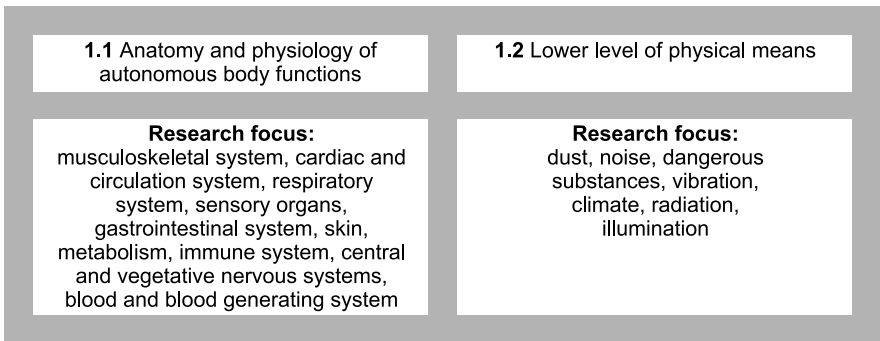 1.1 Anatomy and physiology of
autonomous body functions
1.2 Lower level of physical means
Research focus:
musculoskeletal system, cardiac and
circulation system, respiratory
system, sensory organs,
gastrointestinal system, skin,
metabolism, immune system, central
and vegetative nervous systems,
blood and blood generating system
Research focus:
dust, noise, dangerous
substances, vibration,
climate, radiation,
illumination